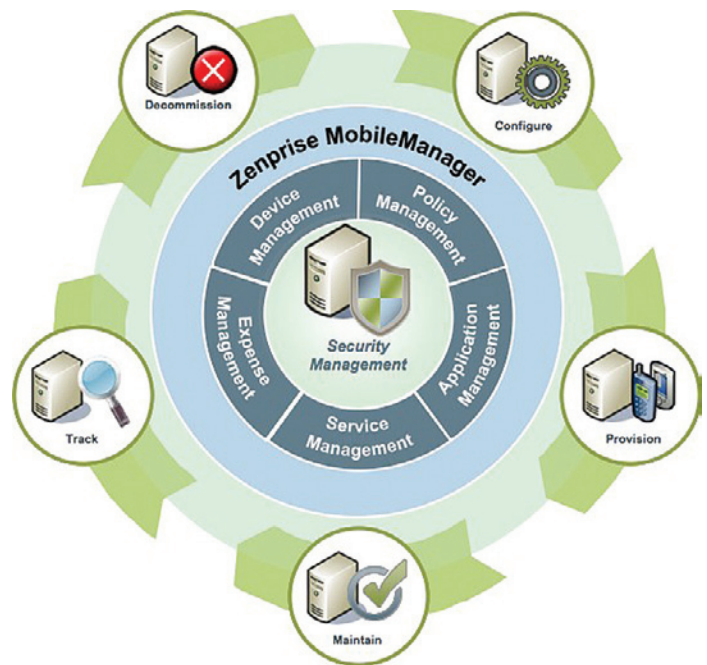 Decommission
Configure
Zenprise MobileManager
Device
Management
Policy
Management
Expense
Management
Security
Management
Application
Management
Service
Management
Track
Provision
Maintain